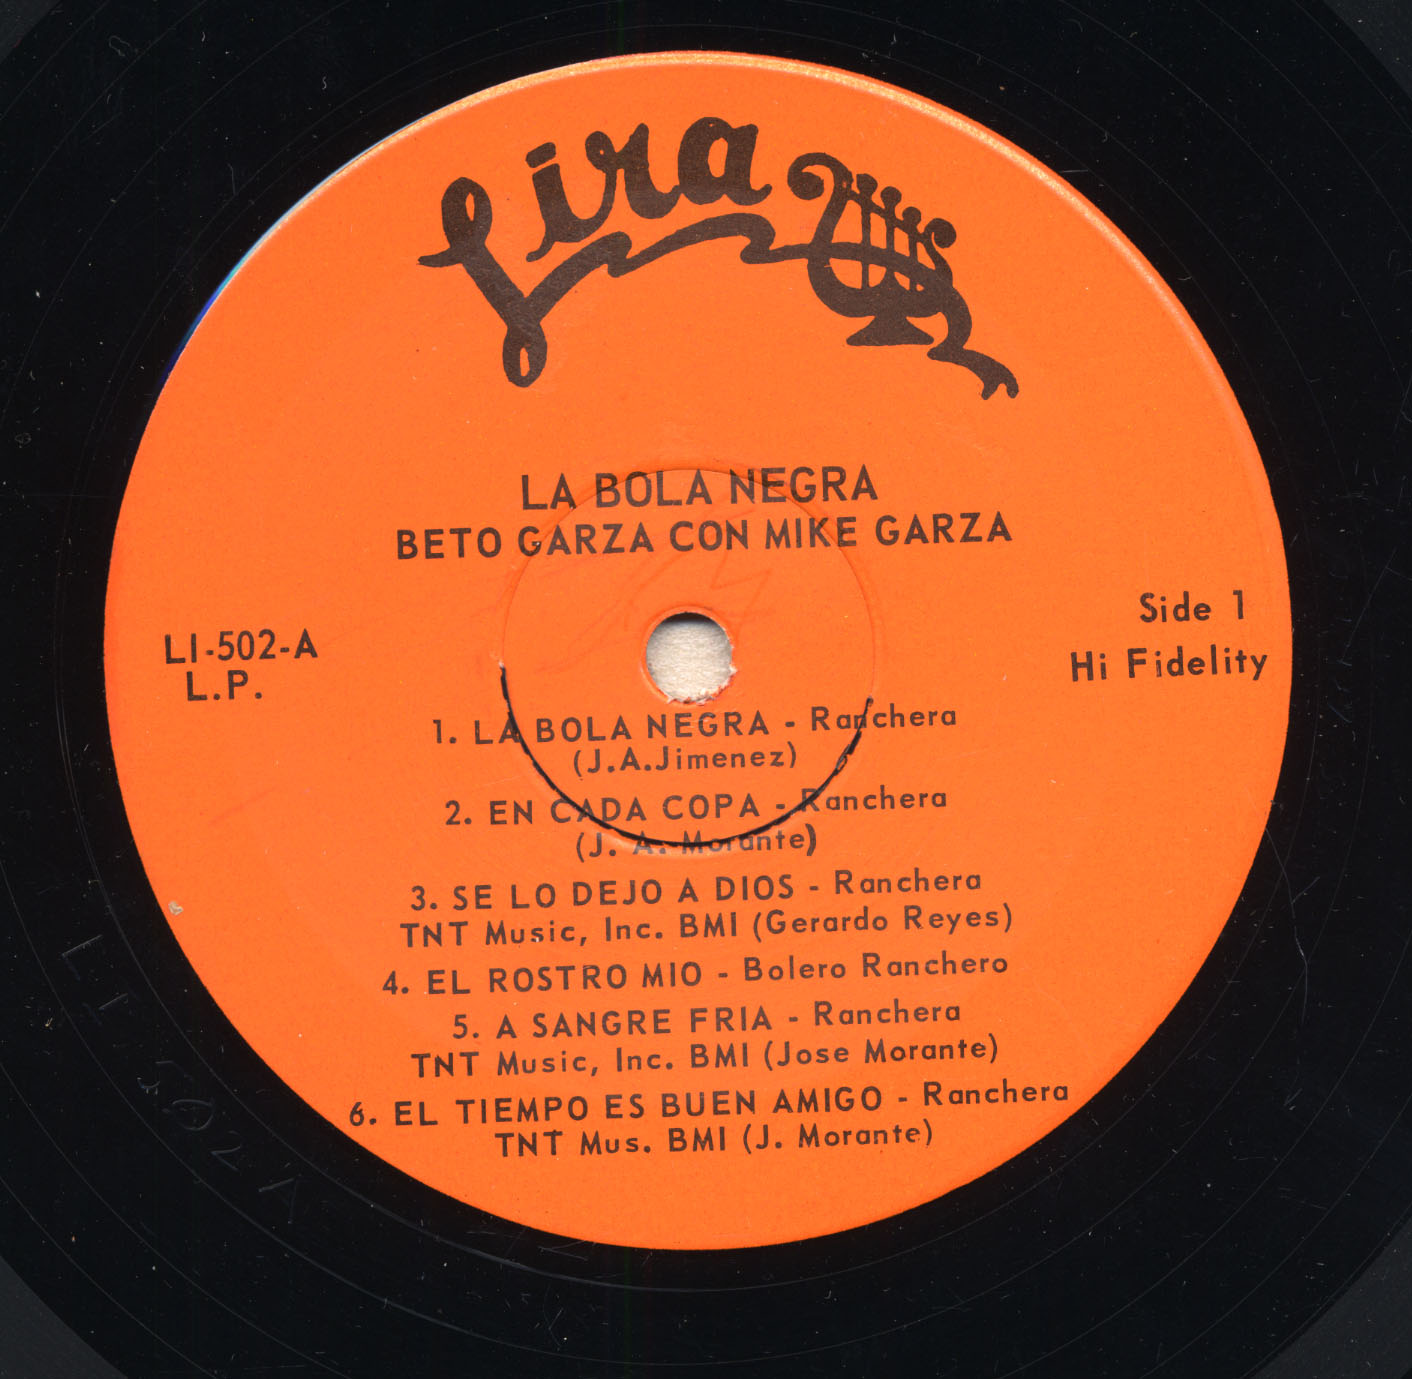 Lira
LA BOLA NEGRA
BETO GARZA CON MIKE GARZA
Side 1
Hi Fidelity
LI-502-A
L.P.
1. LA BOLA NEGRA - Ranchera
(J.A.Jimenez)
2. EN CADA COPA - Ranchera
(J. A. Morante)
3. SE LO DEJO A DIOS - Ranchera
TNT Music, Inc. BMI (Gerardo Reyes)
4. EL ROSTRO MIO - Bolero Ranchero
5. A SANGRE FRIA - Ranchera
TNT Music, Inc. BMI (Jose Morante)
6. EL TIEMPO ES BUEN AMIGO - Ranchera
TNT Mus. BMI (J. Morante)